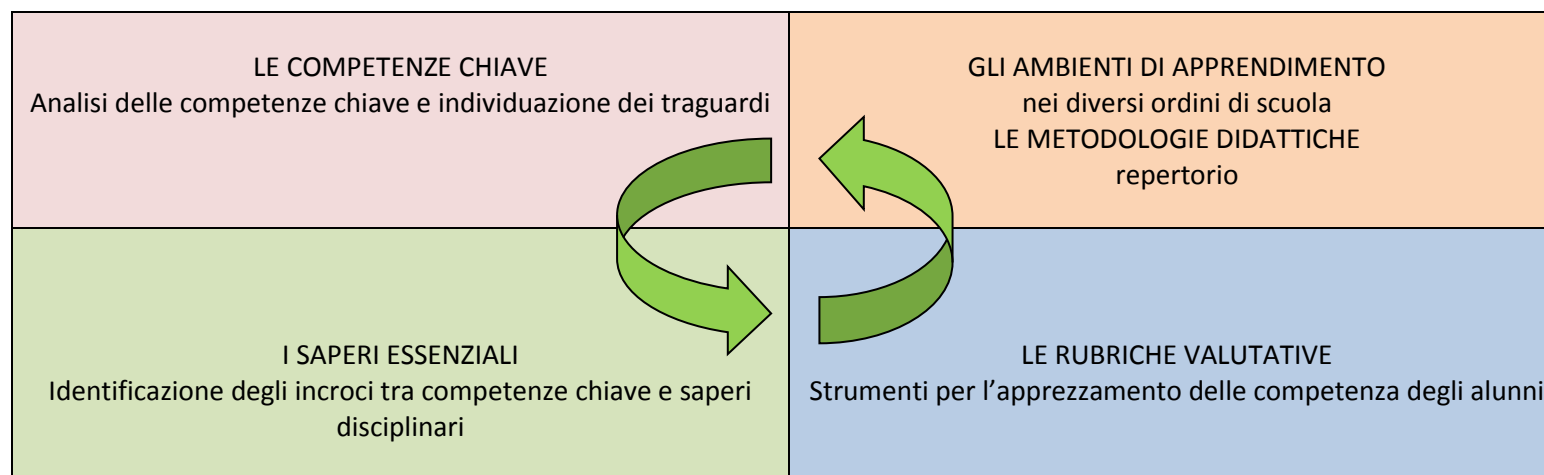 LE COMPETENZE CHIAVE
Analisi delle competenze chiave e individuazione dei traguardi
GLI AMBIENTI DI APPRENDIMENTO
nei diversi ordini di scuola
LE METODOLOGIE DIDATTICHE
repertorio
I SAPERI ESSENZIALI
Identificazione degli incroci tra competenze chiave e saperi
disciplinari
LE RUBRICHE VALUTATIVE
Strumenti per l’apprezzamento delle competenza degli alunni